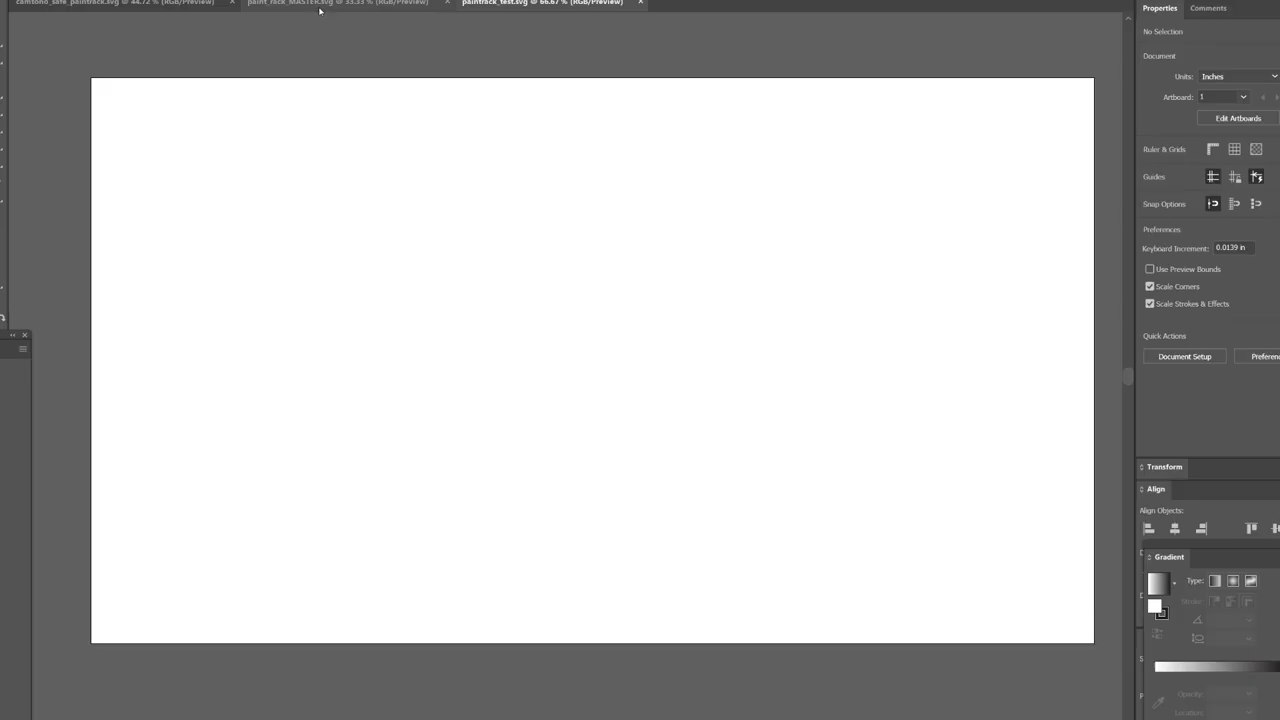 camtono_safe_paintrack.svg @ 44.72 % (RGB/Preview)
paint_rack_MASTER.svg @ 33.33 % (RGB/Preview)
paintrack_test.svg @ 66.67 % (RGB/Preview)
Properties
Comments
No Selection
Document
Units:
Inches
Artboard:
1
Edit Artboards
Ruler & Grids
Guides
Snap Options
Preferences
Keyboard Increment:
0.0139 in
Use Preview Bounds
Scale Corners
Scale Strokes & Effects
Quick Actions
Document Setup
Preferenc
Transform
Align
Align Objects:
Gradient
Type:
Stroke:
Opacity:
Location: